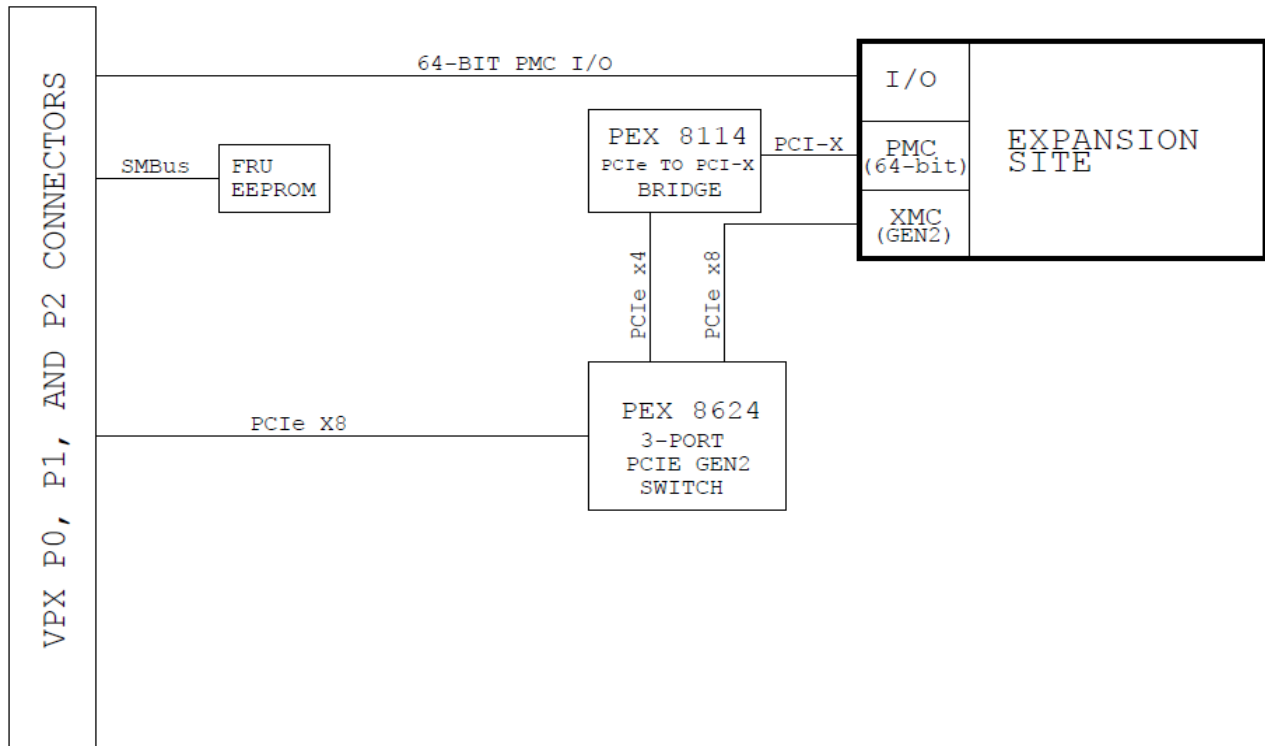 VPX P0, P1, AND P2 CONNECTORS
64-BIT PMC I/O
I/O
PEX 8114
PCIe TO PCI-X
BRIDGE
PCI-X
PMC
(64-bit)
EXPANSION
SITE
SMBus
FRU
EEPROM
XMC
(GEN2)
PCIe x4
PCIe x8
PEX 8624
3-PORT
PCIE GEN2
SWITCH
PCIe X8